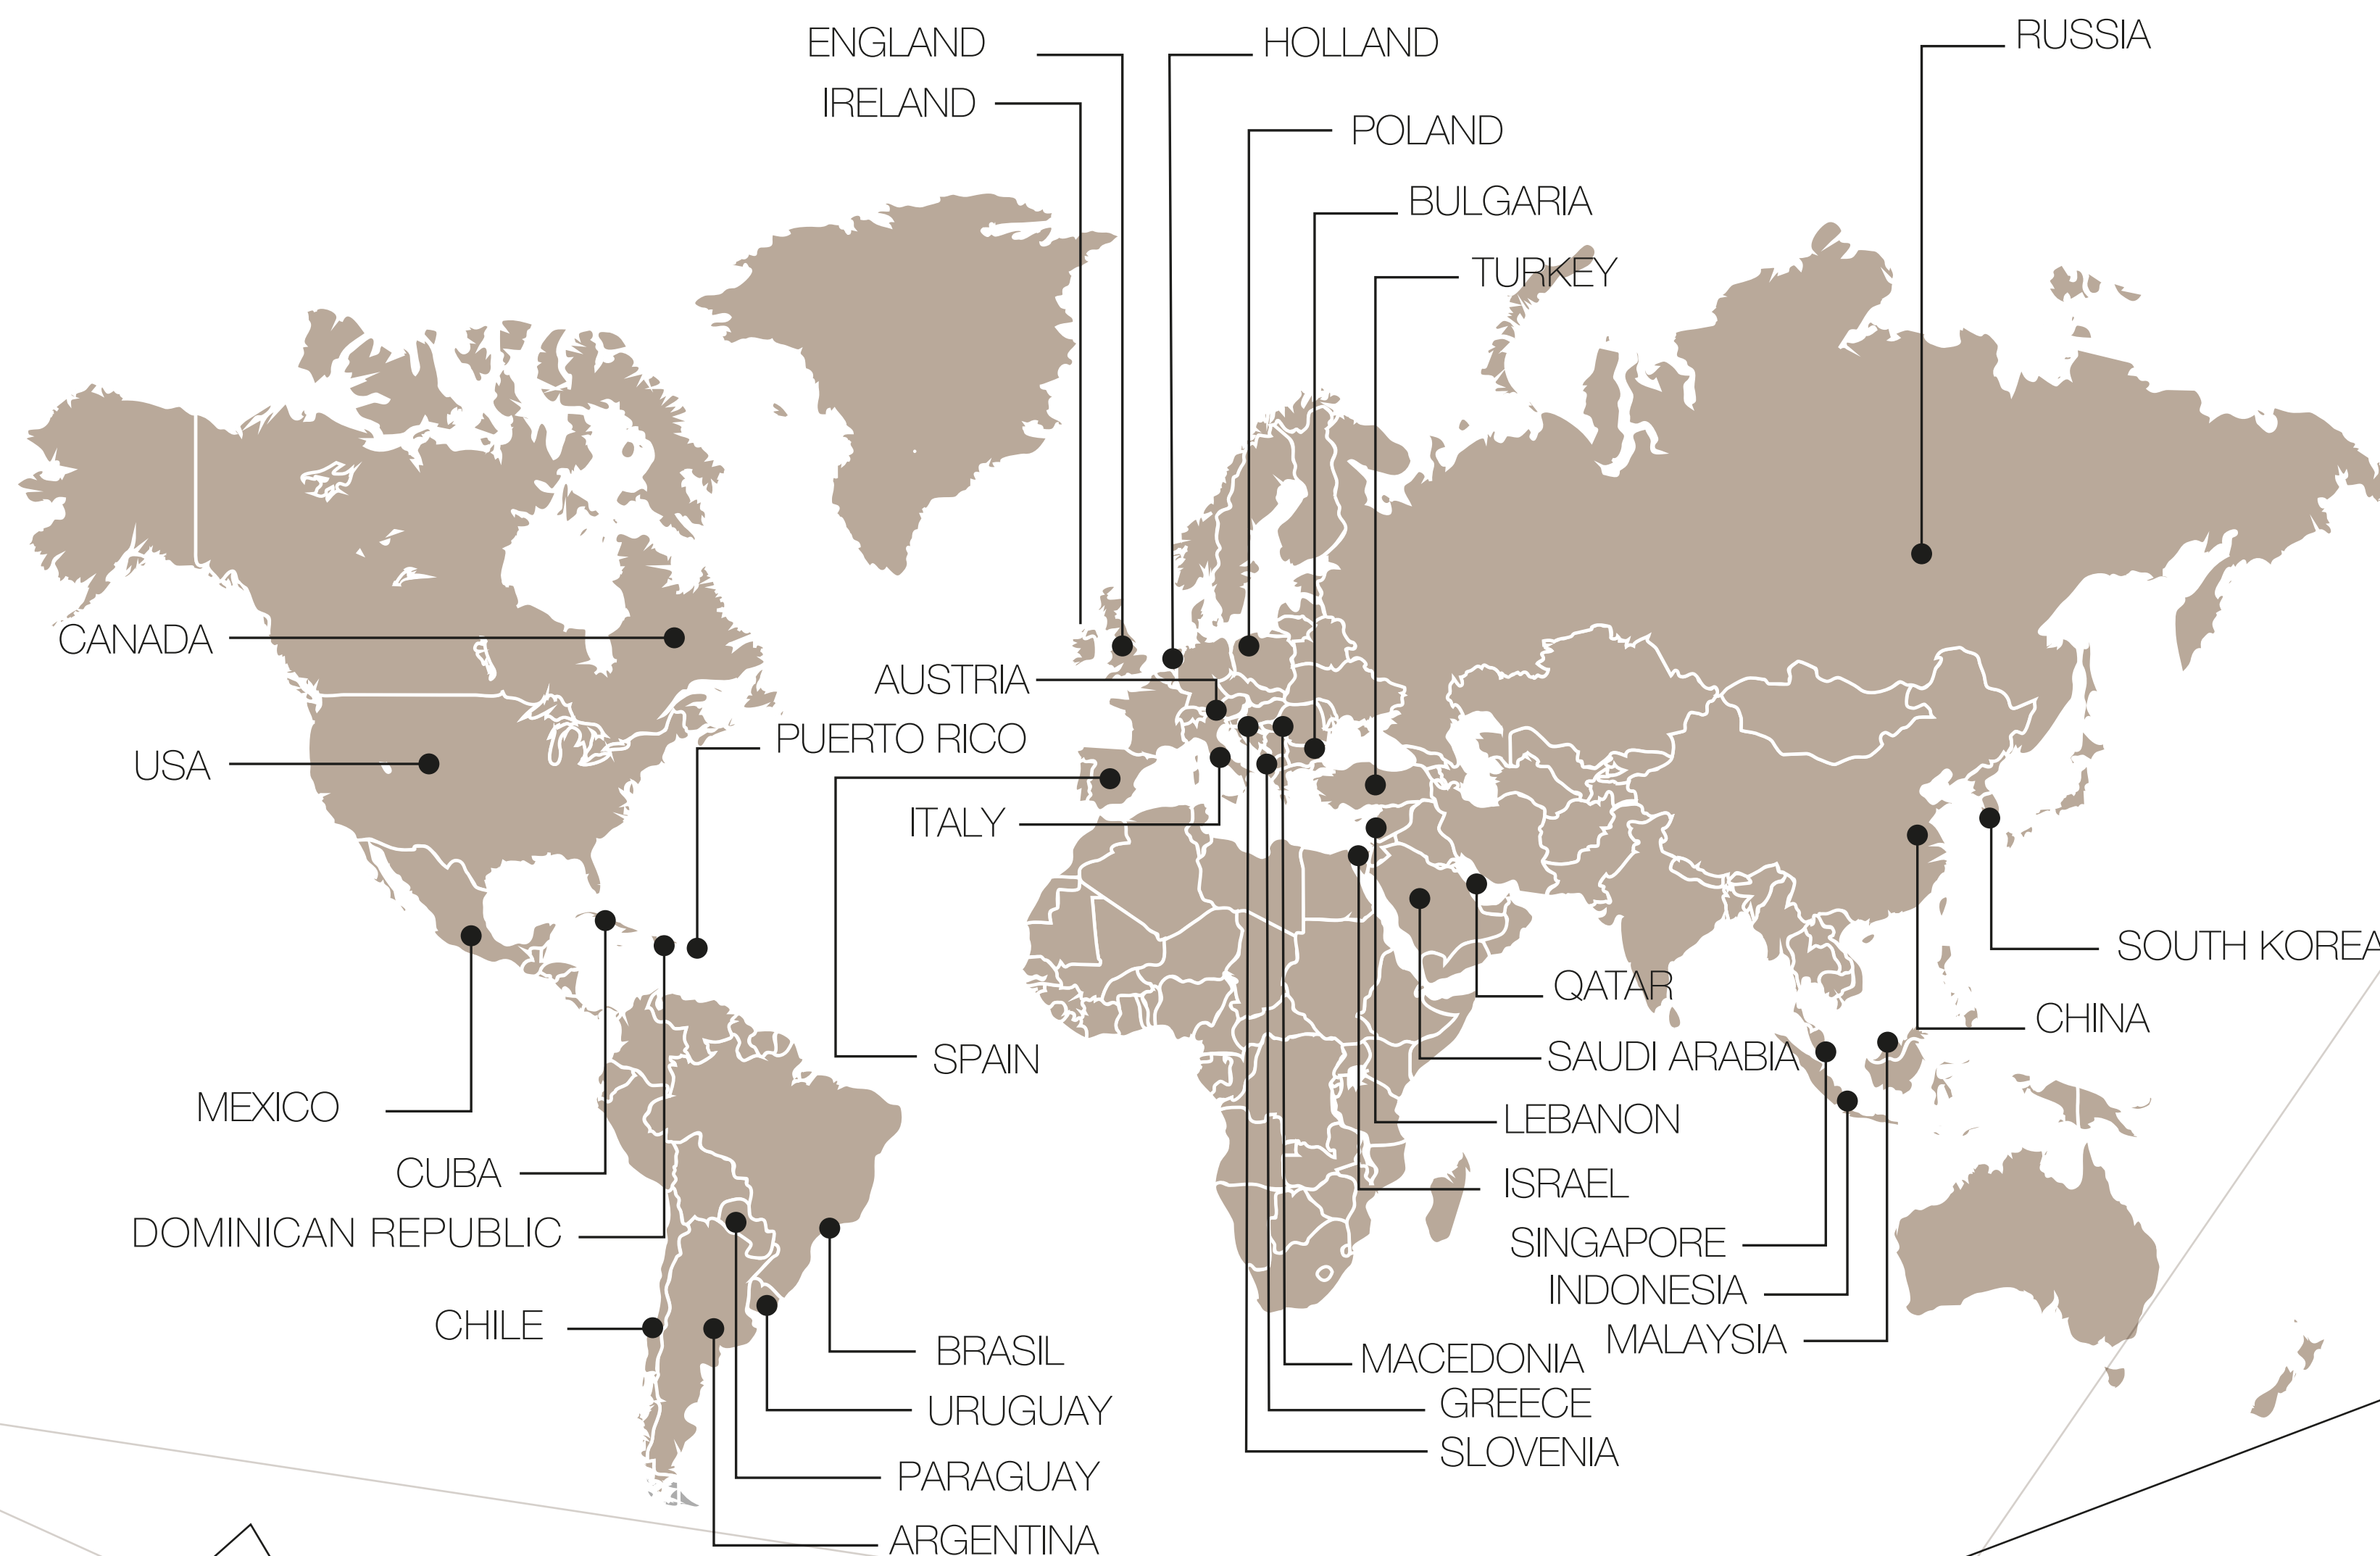 ENGLAND
HOLLAND
RUSSIA
IRELAND
POLAND
BULGARIA
TURKEY
CANADA
AUSTRIA
PUERTO RICO
USA
ITALY
SOUTH KOREA
QATAR
CHINA
SPAIN
SAUDI ARABIA
MEXICO
LEBANON
CUBA
ISRAEL
DOMINICAN REPUBLIC
SINGAPORE
INDONESIA
CHILE
MALAYSIA
BRASIL
MACEDONIA
URUGUAY
GREECE
SLOVENIA
PARAGUAY
ARGENTINA